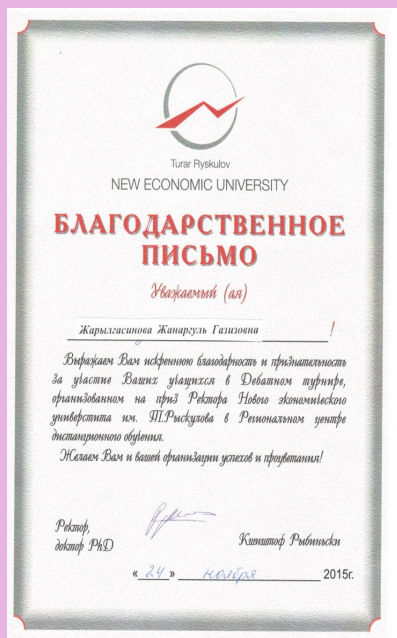 Turar Ryskulov
NEW ECONOMIC UNIVERSITY
БЛАГОДАРСТВЕННОЕ
ПИСЬМО
Уважаемый (ая)
Жарылгасинова Жанаргуль Газизовна !
Выражаем Вам искреннюю благодарность и признательность
за участие Ваших учащихся в Дебатном турнире,
организованном на приз Ректора Нового экономического
университета им. Т.Рыскулова в Региональном центре
дистанционного обучения.
Желаем Вам и вашей организации успехов и процветания!
Ректор,
доктор PhD
Кшиштоф Рыбиньски
« 24 » ноября 2015г.